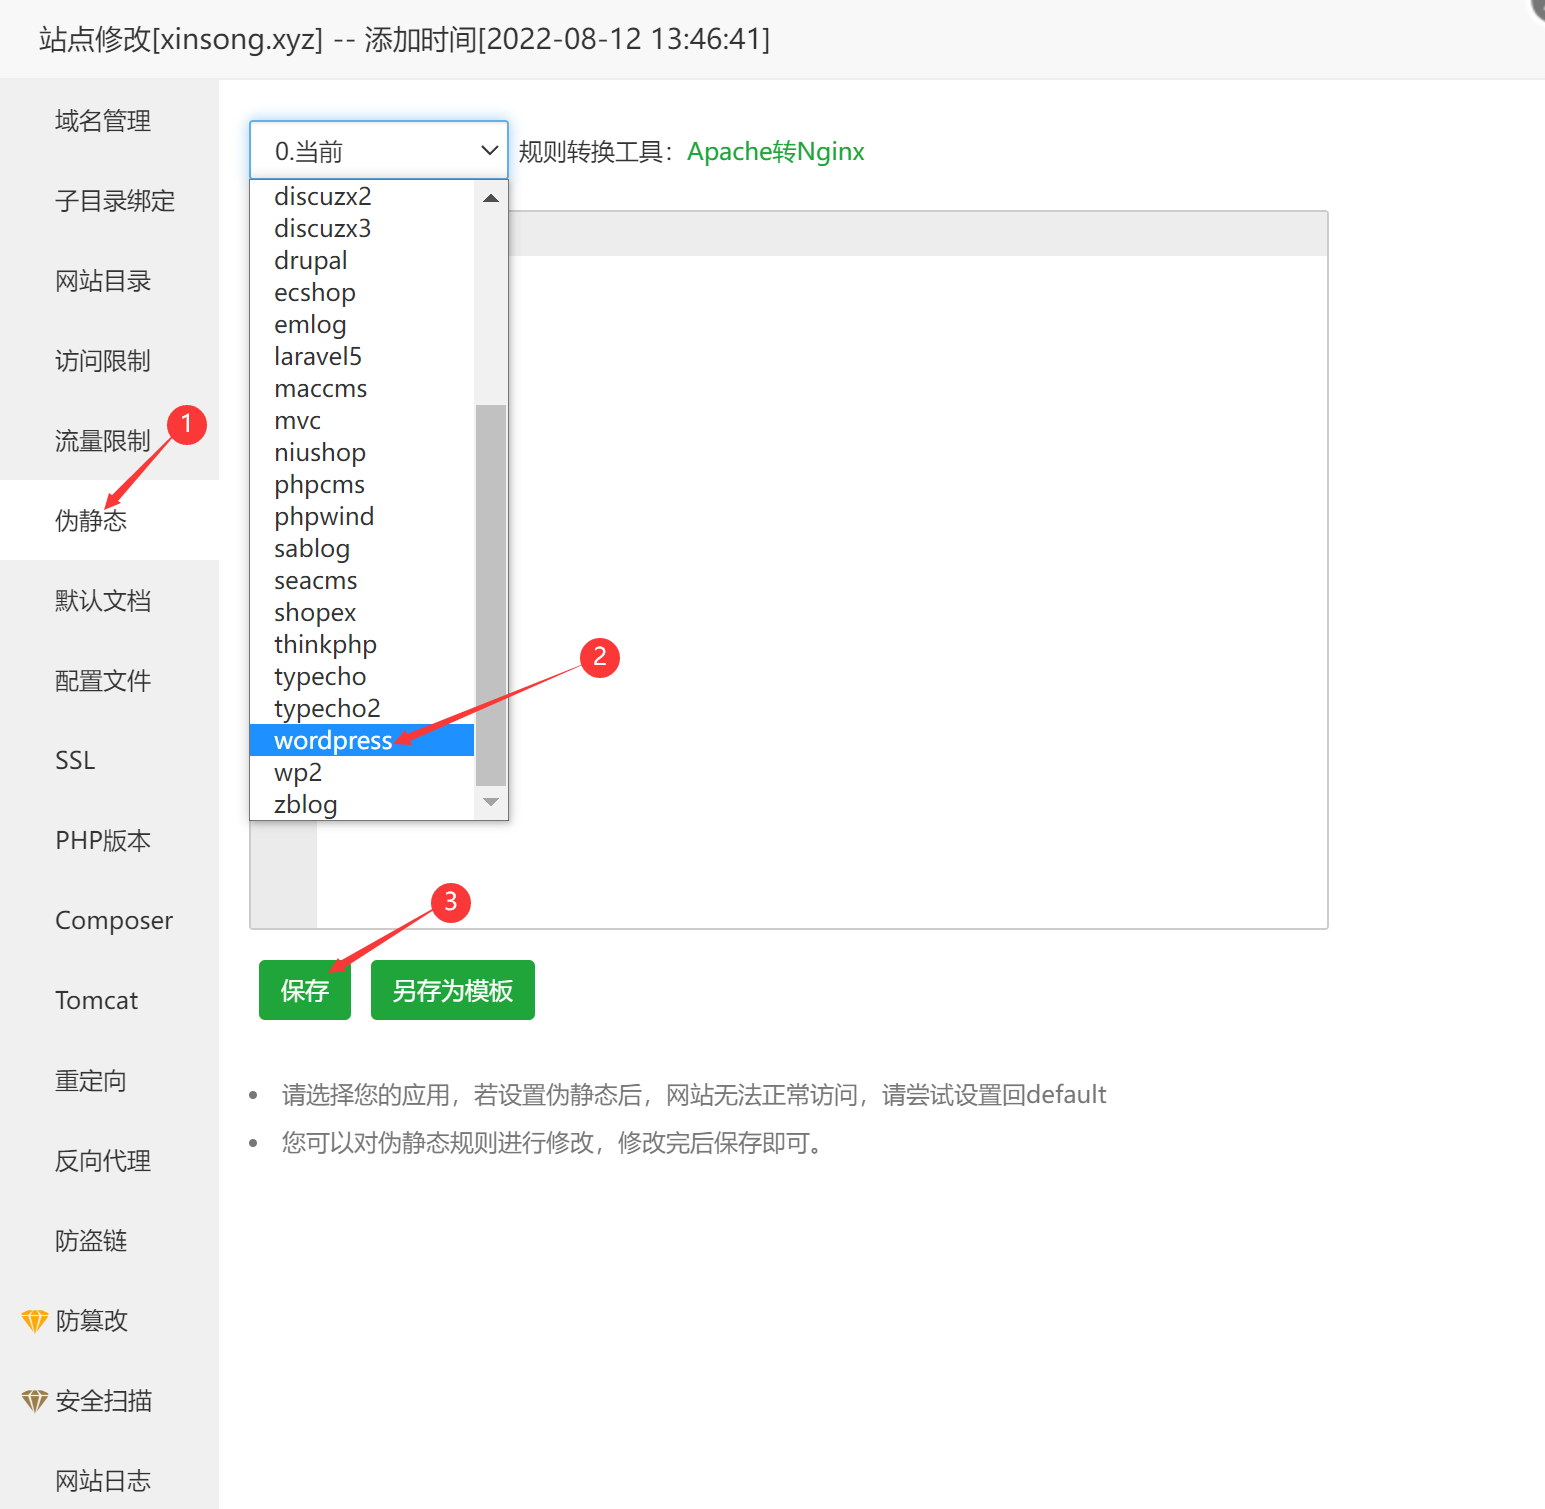 站点修改[xinsong.xyz] -- 添加时间[2022-08-12 13:46:41]
域名管理
子目录绑定
网站目录
访问限制
流量限制
伪静态
默认文档
配置文件
SSL
PHP版本
Composer
Tomcat
重定向
反向代理
防盗链
防篡改
安全扫描
网站日志
1
0.当前
规则转换工具：Apache转Nginx
discuzx2
discuzx3
drupal
ecshop
emlog
laravel5
maccms
mvc
niushop
phpcms
phpwind
sablog
seacms
shopex
thinkphp
typecho
typecho2
wordpress
wp2
zblog
2
3
保存 另存为模板
请选择您的应用，若设置伪静态后，网站无法正常访问，请尝试设置回default
您可以对伪静态规则进行修改，修改完后保存即可。